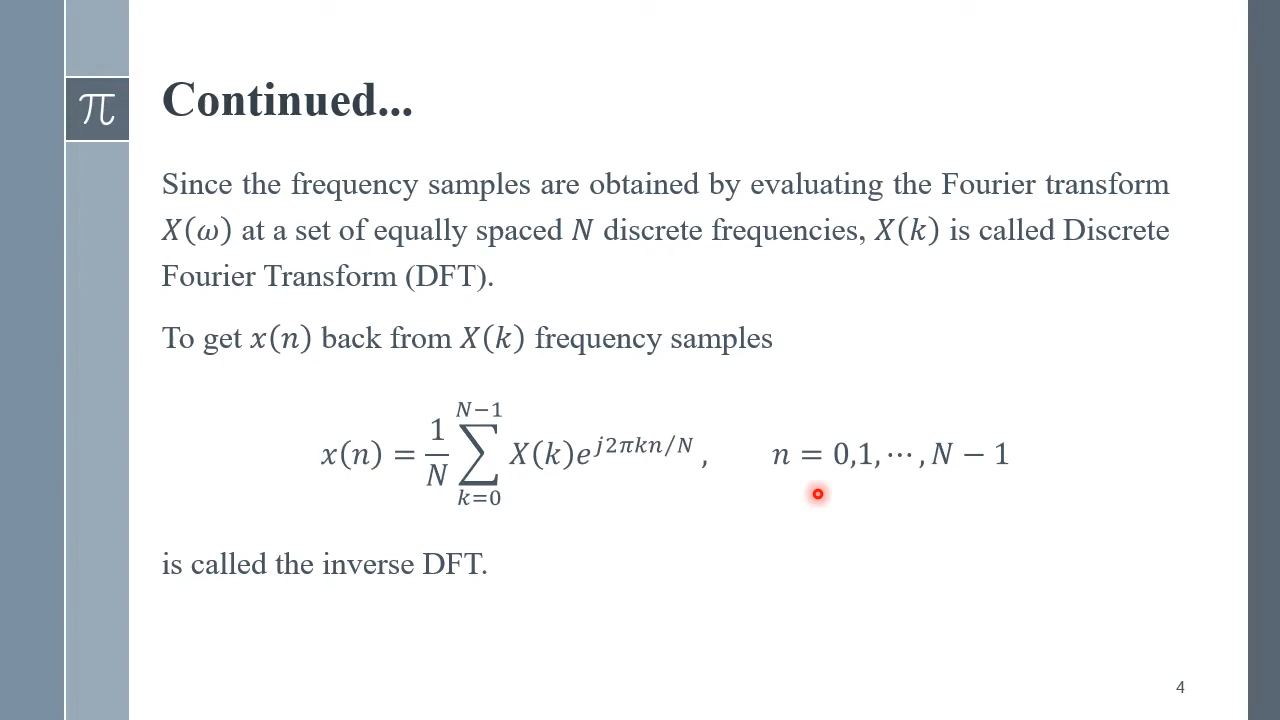 π
Continued...
Since the frequency samples are obtained by evaluating the Fourier transform
X(ω) at a set of equally spaced N discrete frequencies, X(k) is called Discrete
Fourier Transform (DFT).
To get x(n) back from X(k) frequency samples
x(n) = \frac{1}{N} \sum_{k=0}^{N-1} X(k)e^{j2πkn/N} , n = 0,1, ⋯ , N − 1
is called the inverse DFT.
4